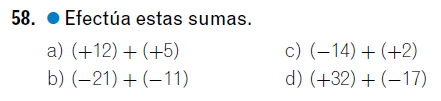 58. ● Efectúa estas sumas.
a) (+12) + (+5) c) (−14) + (+2)
b) (−21) + (−11) d) (+32) + (−17)